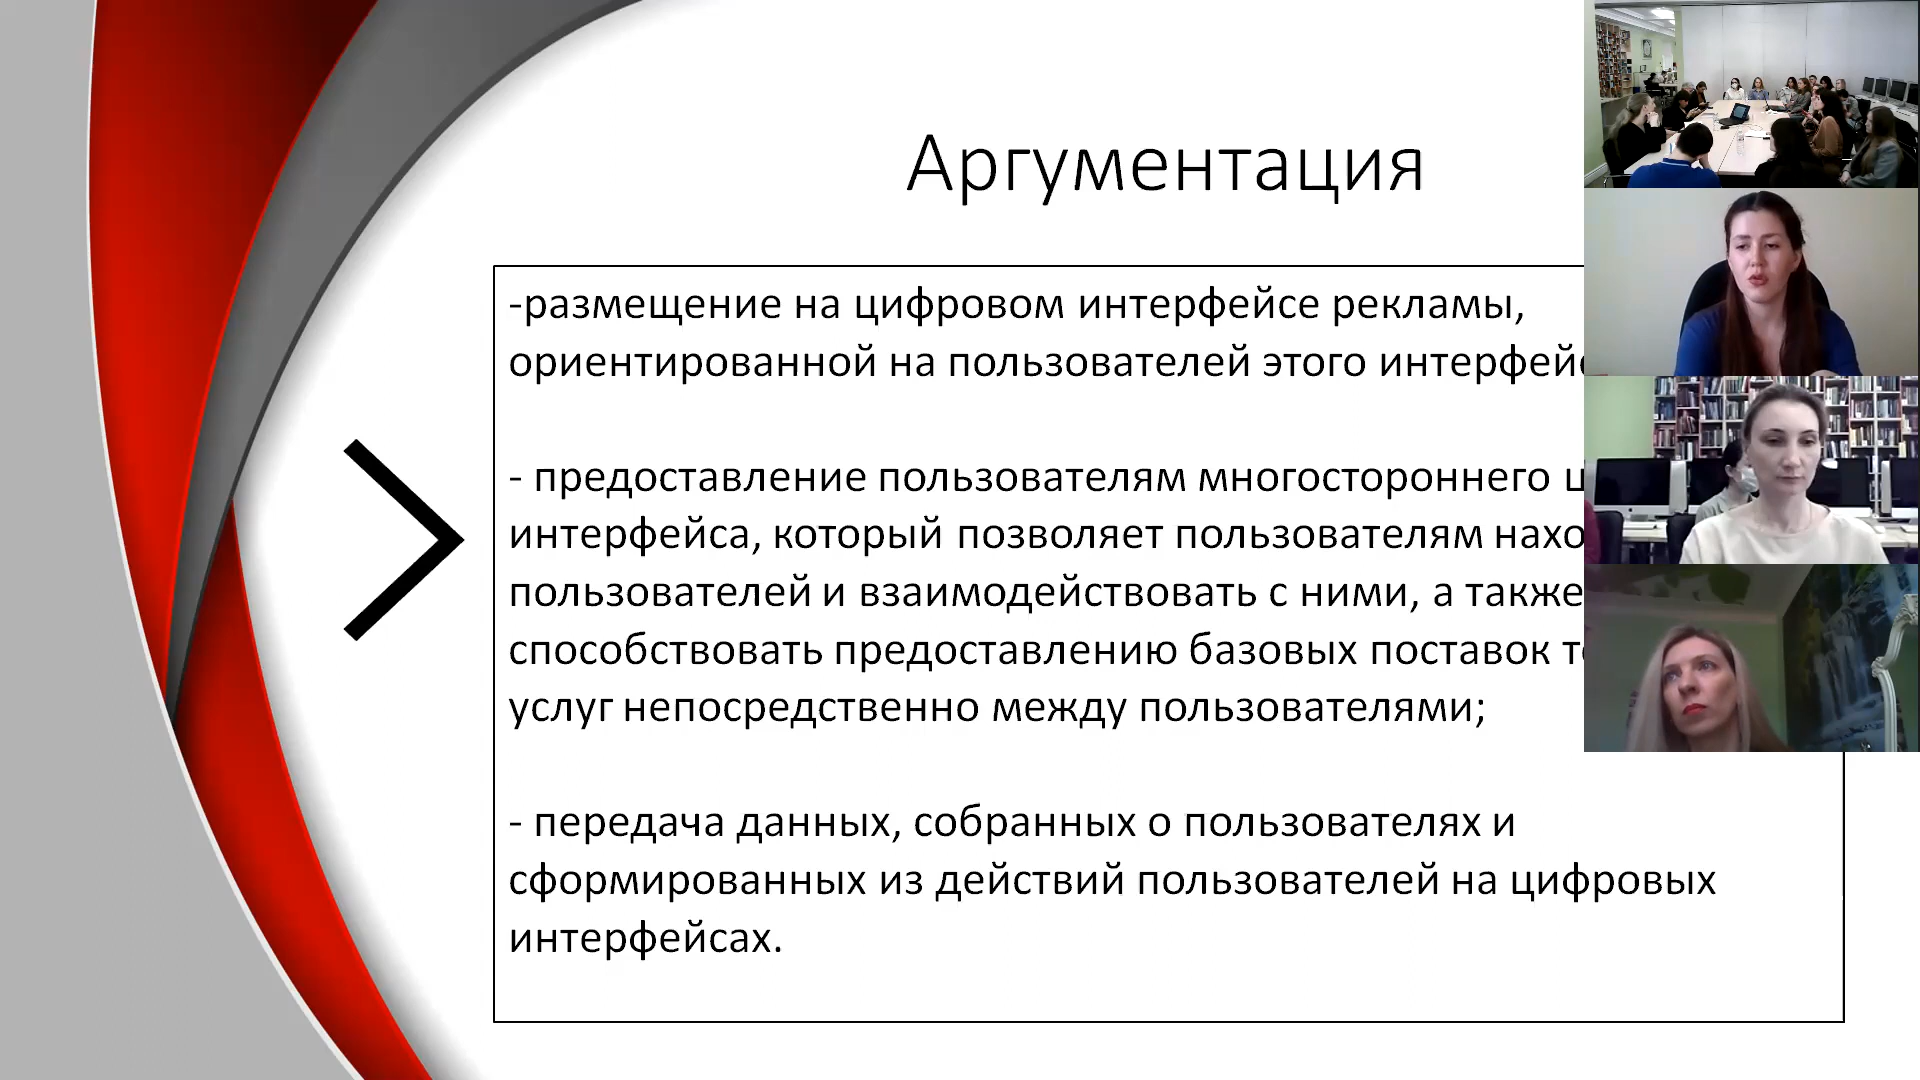 Аргументация
-размещение на цифровом интерфейсе рекламы,
ориентированной на пользователей этого
- предоставление пользователям многостороннего
интерфейса, который позволяет пользователям
пользователей и взаимодействовать с ними, а также
способствовать предоставлению базовых поставок
услуг непосредственно между пользователями;
- передача данных, собранных о пользователях и
сформированных из действий пользователей на цифровых
интерфейсах.